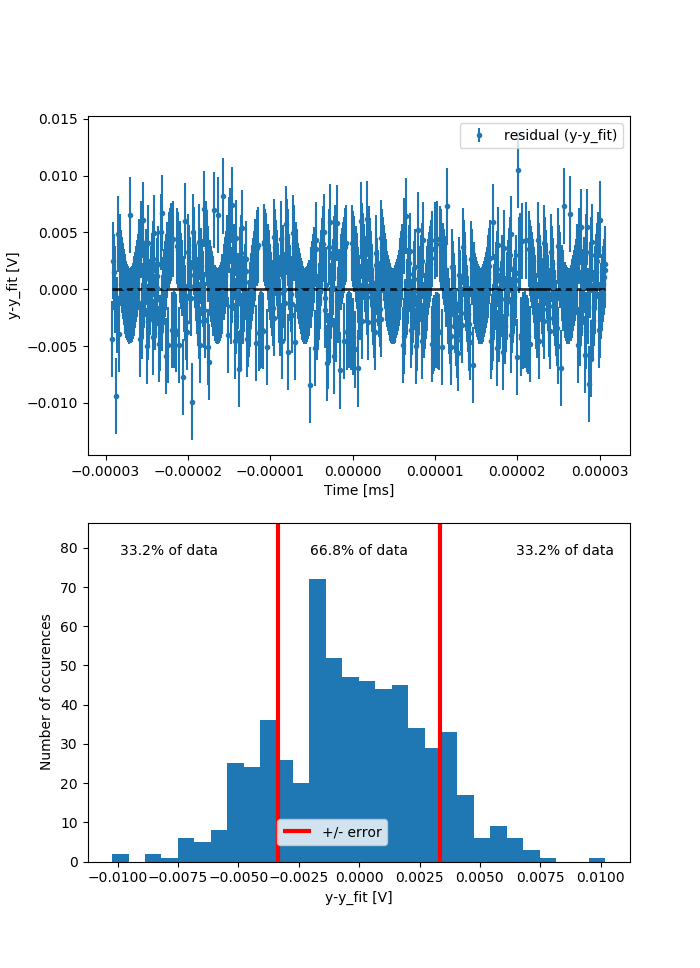 0.015
0.010
0.005
0.000
−0.005
−0.010
y-y_fit [V]
residual (y-y_fit)
−0.00003 −0.00002 −0.00001 0.00000 0.00001 0.00002 0.00003
Time [ms]
33.2% of data 66.8% of data 33.2% of data
80
70
60
50
40
30
20
10
0
Number of occurences
+/- error
−0.0100 −0.0075 −0.0050 −0.0025 0.0000 0.0025 0.0050 0.0075 0.0100
y-y_fit [V]